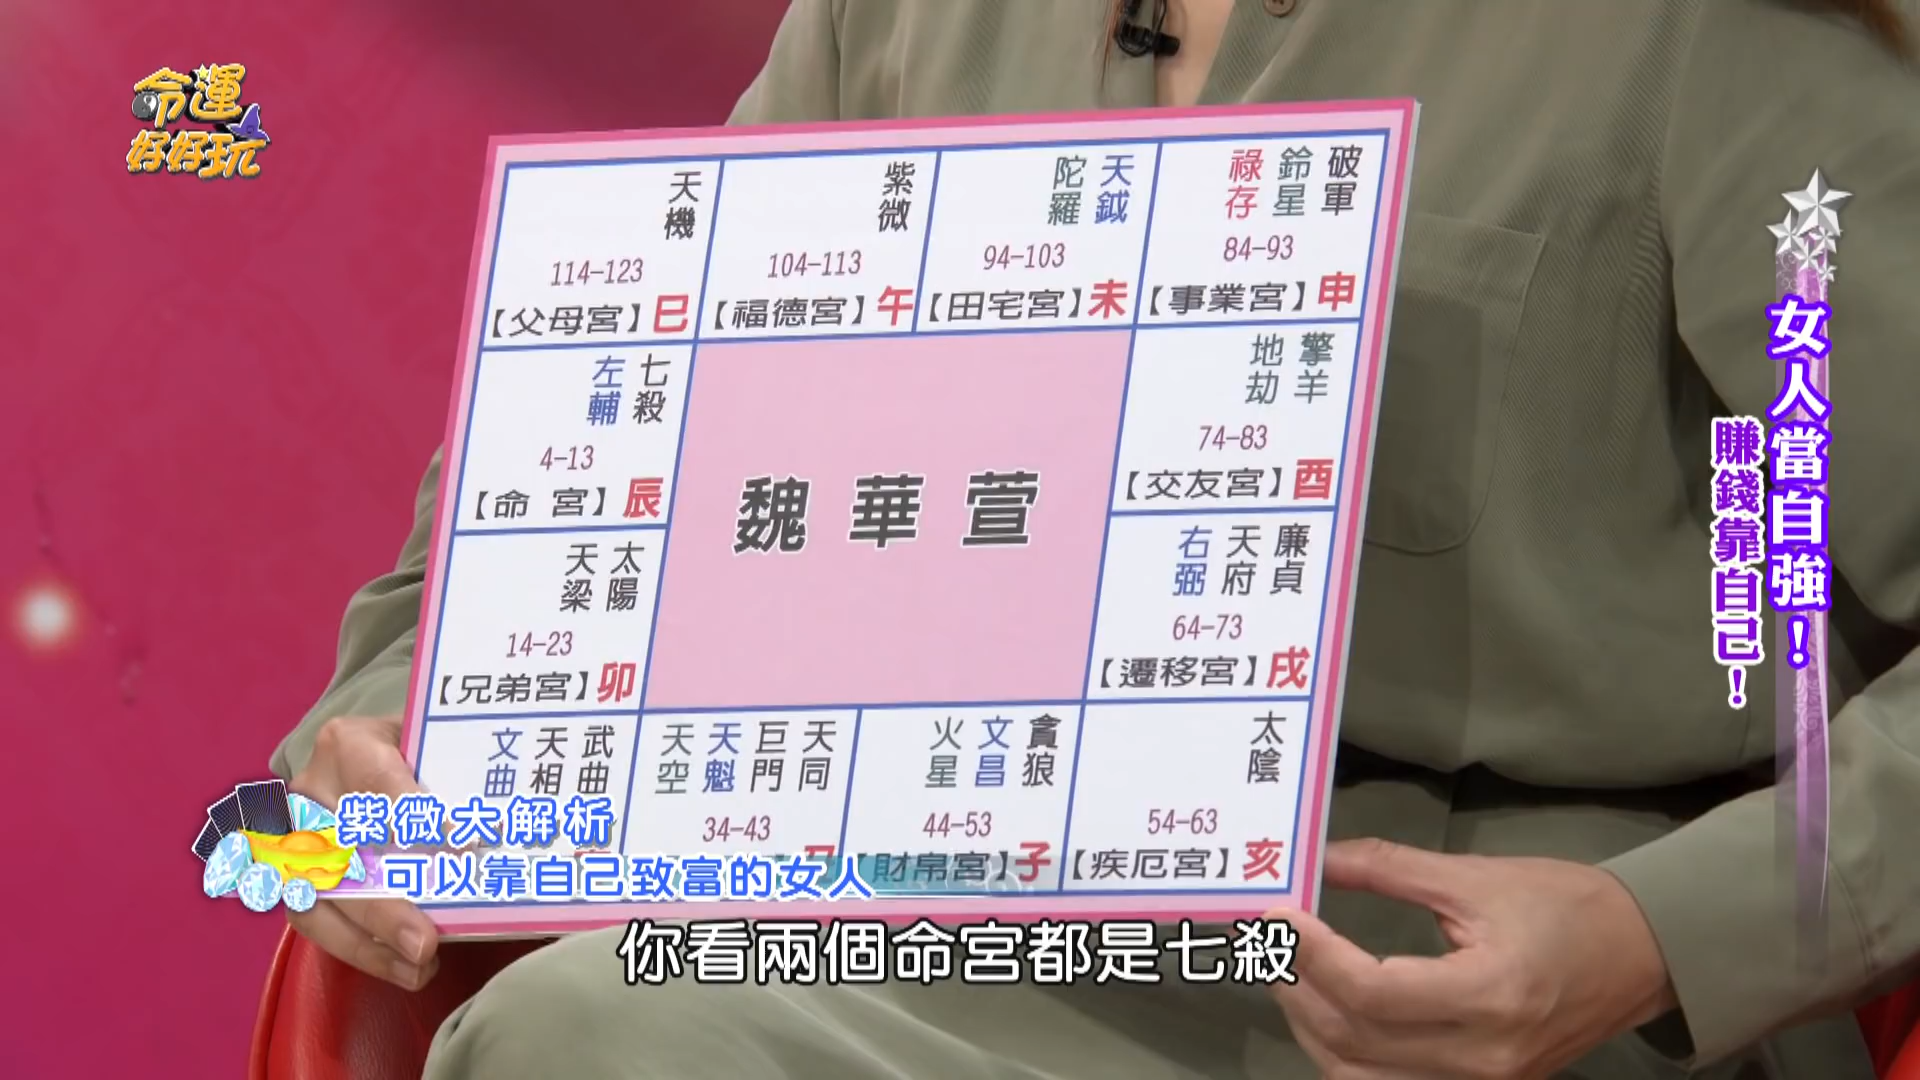 命運
好好玩
天機
114-123
【父母宮】巳
紫微
104-113
【福德宮】午
陀羅 天鉞
94-103
【田宅宮】未
祿存 鈴星 破軍
84-93
【事業宮】申
左輔 七殺
4-13
【命 宮】辰
地劫 擎羊
74-83
【交友宮】酉
魏華萱
天梁 太陽
14-23
【兄弟宮】卯
右弼 天府 廉貞
64-73
【遷移宮】戌
文曲 天相 武曲
天空 天魁 巨門 天同
34-43
丑
火星 文昌 貪狼
44-53
財帛宮】子
太陰
54-63
【疾厄宮】亥
女人當自強！
賺錢靠自己！
紫微大解析
可以靠自己致富的女人
你看兩個命宮都是七殺